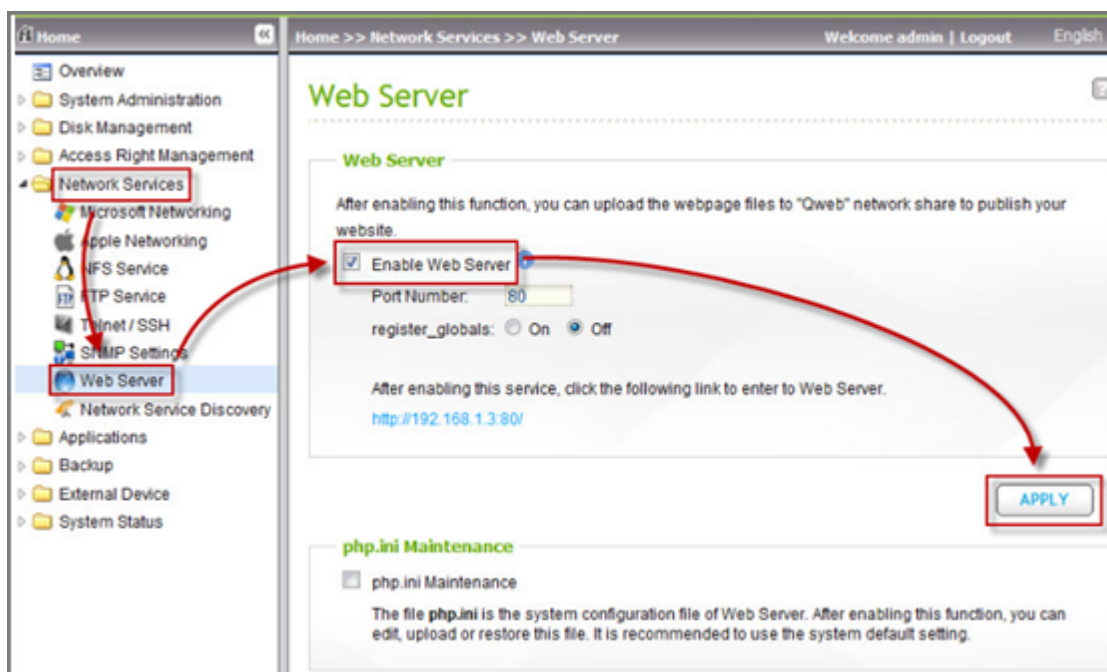 Home
Home >> Network Services >> Web Server
Welcome admin | Logout
English
Overview
System Administration
Disk Management
Access Right Management
Network Services
Microsoft Networking
Apple Networking
NFS Service
FTP Service
Telnet / SSH
SNMP Settings
Web Server
Network Service Discovery
Applications
Backup
External Device
System Status
Web Server
Web Server
After enabling this function, you can upload the webpage files to "Qweb" network share to publish your
website.
Enable Web Server
Port Number: 80
register_globals: On Off
After enabling this service, click the following link to enter to Web Server.
http://192.168.1.3:80/
APPLY
php.ini Maintenance
php.ini Maintenance
The file php.ini is the system configuration file of Web Server. After enabling this function, you can
edit, upload or restore this file. It is recommended to use the system default setting.